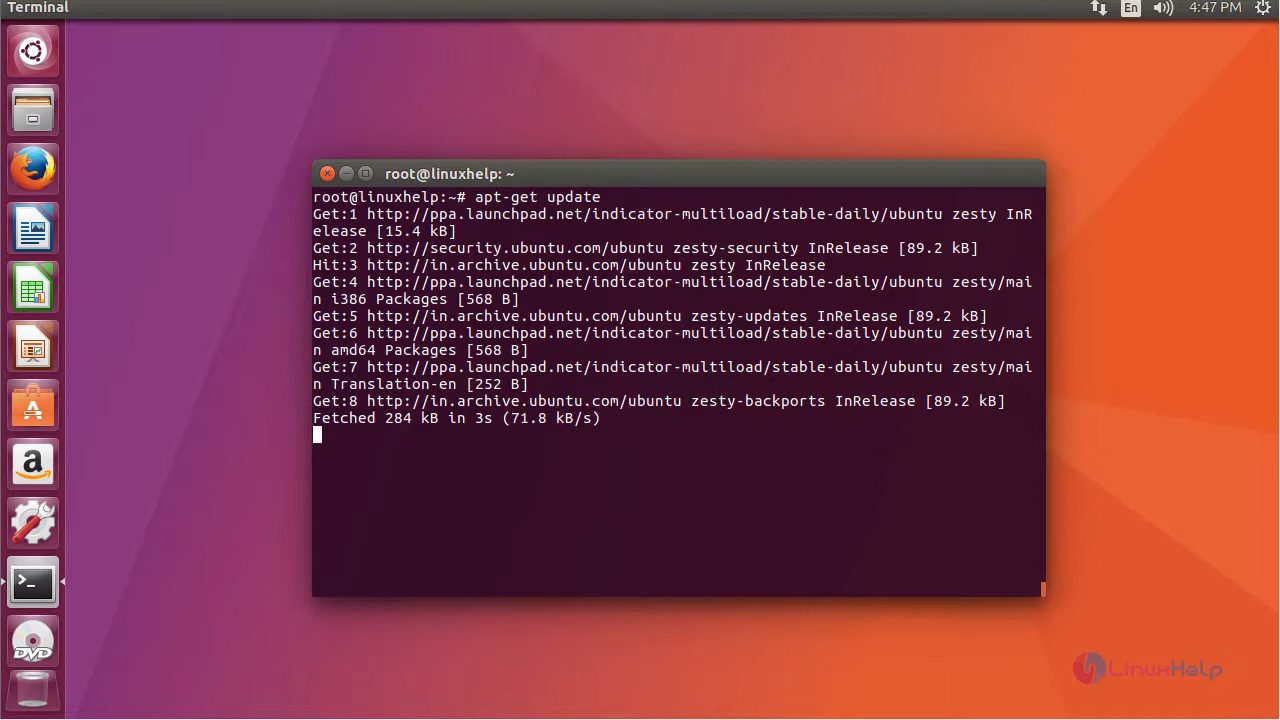 Terminal
En
4:47 PM
root@linuxhelp: ~
root@linuxhelp:~# apt-get update
Get:1 http://ppa.launchpad.net/indicator-multiload/stable-daily/ubuntu zesty InR
elease [15.4 kB]
Get:2 http://security.ubuntu.com/ubuntu zesty-security InRelease [89.2 kB]
Hit:3 http://in.archive.ubuntu.com/ubuntu zesty InRelease
Get:4 http://ppa.launchpad.net/indicator-multiload/stable-daily/ubuntu zesty/mai
n i386 Packages [568 B]
Get:5 http://in.archive.ubuntu.com/ubuntu zesty-updates InRelease [89.2 kB]
Get:6 http://ppa.launchpad.net/indicator-multiload/stable-daily/ubuntu zesty/mai
n amd64 Packages [568 B]
Get:7 http://ppa.launchpad.net/indicator-multiload/stable-daily/ubuntu zesty/mai
n Translation-en [252 B]
Get:8 http://in.archive.ubuntu.com/ubuntu zesty-backports InRelease [89.2 kB]
Fetched 284 kB in 3s (71.8 kB/s)
a
>_
DVD
LinuxHelp